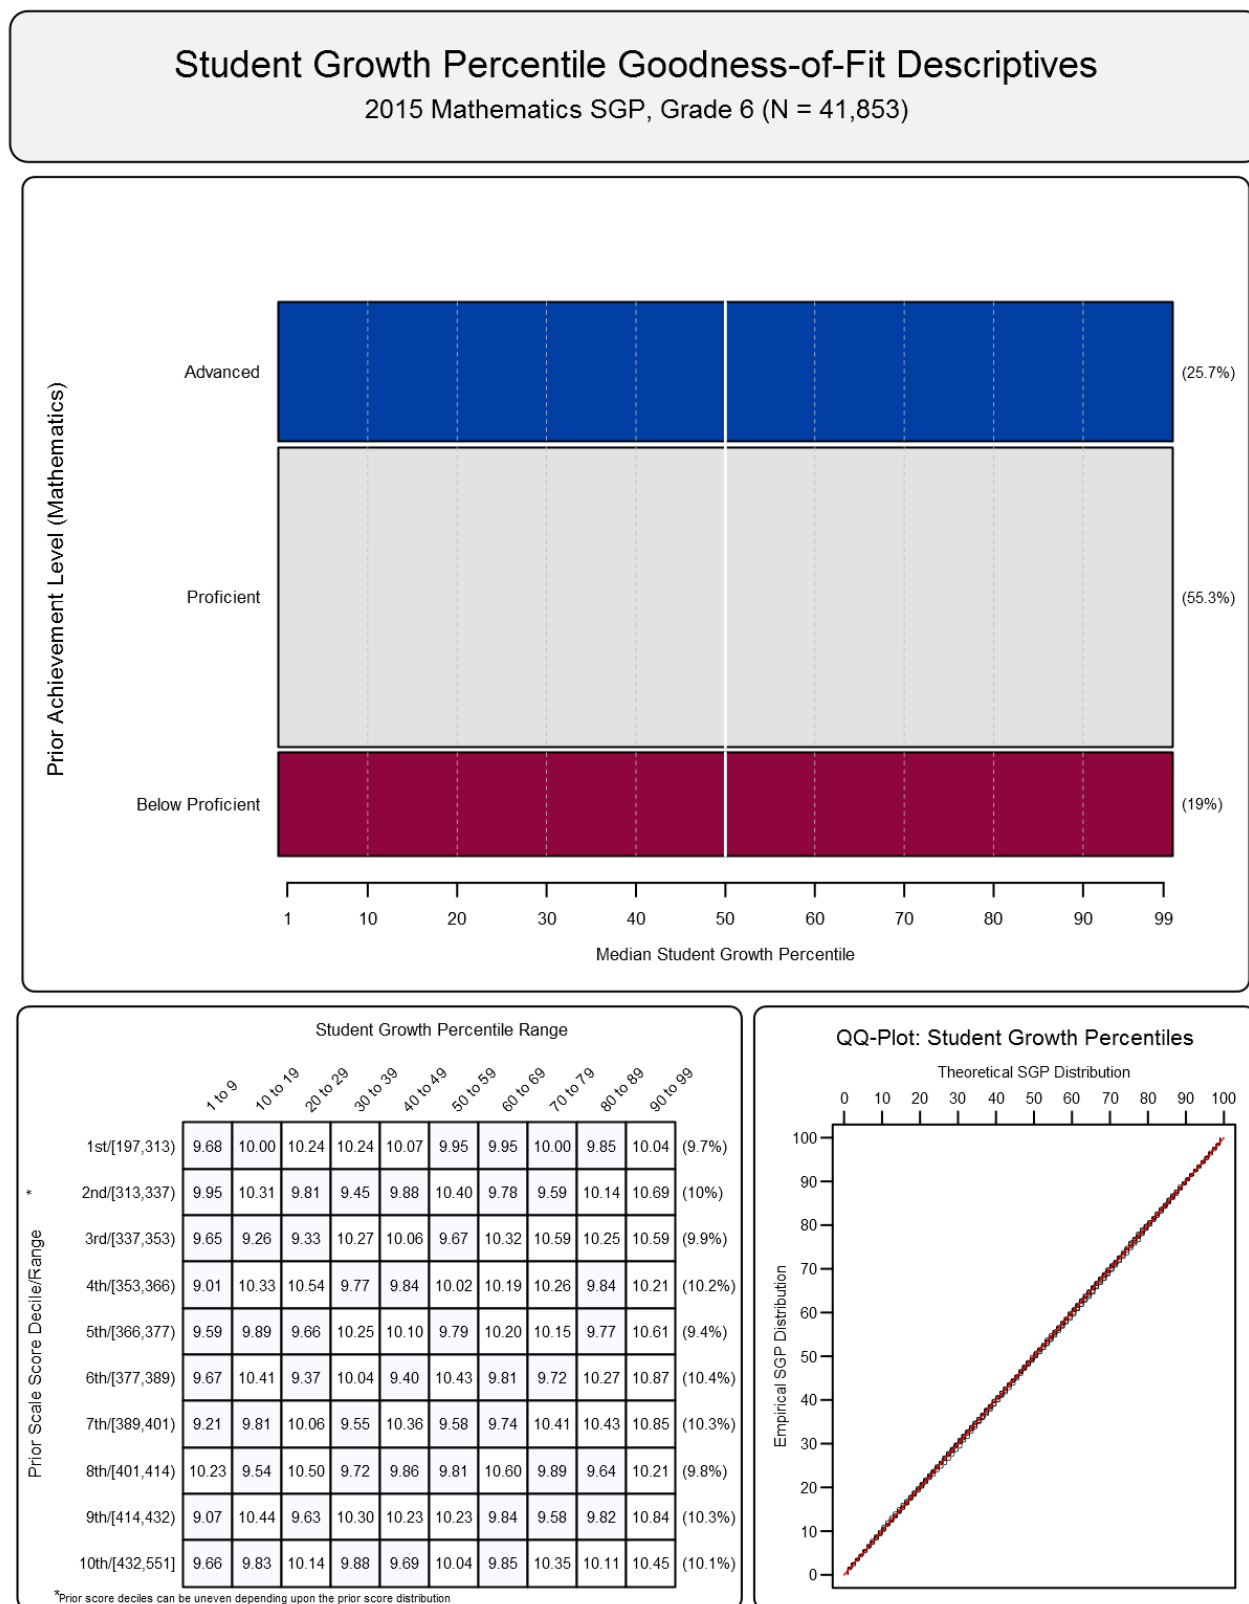 Student Growth Percentile Goodness-of-Fit Descriptives
2015 Mathematics SGP, Grade 6 (N = 41,853)
Prior Achievement Level (Mathematics)
Advanced (25.7%)
Proficient (55.3%)
Below Proficient (19%)
1 10 20 30 40 50 60 70 80 90 99
Median Student Growth Percentile
Student Growth Percentile Range
1 to 9 10 to 19 20 to 29 30 to 39 40 to 49 50 to 59 60 to 69 70 to 79 80 to 89 90 to 99
Prior Scale Score Decile/Range *
1st/[197,313) 9.68 10.00 10.24 10.24 10.07 9.95 9.95 10.00 9.85 10.04 (9.7%)
2nd/[313,337) 9.95 10.31 9.81 9.45 9.88 10.40 9.78 9.59 10.14 10.69 (10%)
3rd/[337,353) 9.65 9.26 9.33 10.27 10.06 9.67 10.32 10.59 10.25 10.59 (9.9%)
4th/[353,366) 9.01 10.33 10.54 9.77 9.84 10.02 10.19 10.26 9.84 10.21 (10.2%)
5th/[366,377) 9.59 9.89 9.66 10.25 10.10 9.79 10.20 10.15 9.77 10.61 (9.4%)
6th/[377,389) 9.67 10.41 9.37 10.04 9.40 10.43 9.81 9.72 10.27 10.87 (10.4%)
7th/[389,401) 9.21 9.81 10.06 9.55 10.36 9.58 9.74 10.41 10.43 10.85 (10.3%)
8th/[401,414) 10.23 9.54 10.50 9.72 9.86 9.81 10.60 9.89 9.64 10.21 (9.8%)
9th/[414,432) 9.07 10.44 9.63 10.30 10.23 10.23 9.84 9.58 9.82 10.84 (10.3%)
10th/[432,551] 9.66 9.83 10.14 9.88 9.69 10.04 9.85 10.35 10.11 10.45 (10.1%)
*Prior score deciles can be uneven depending upon the prior score distribution
QQ-Plot: Student Growth Percentiles
Theoretical SGP Distribution
0 10 20 30 40 50 60 70 80 90 100
Empirical SGP Distribution
100
90
80
70
60
50
40
30
20
10
0